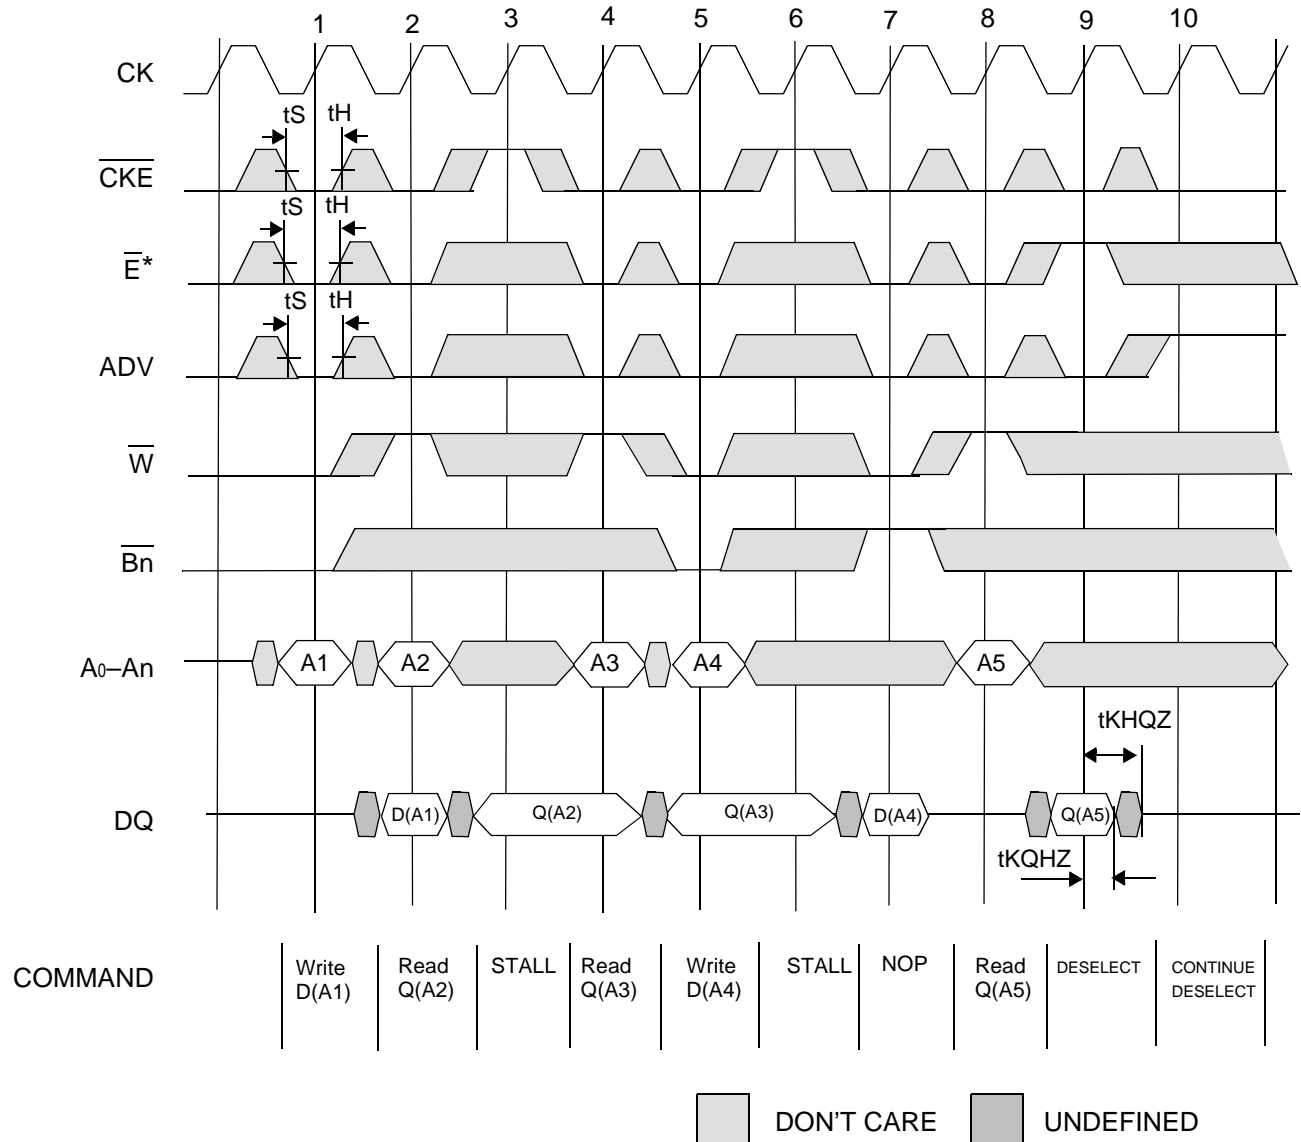 1 2 3 4 5 6 7 8 9 10
CK
tS tH
CKE
tS tH
E*
tS tH
ADV
W
Bn
A0–An A1 A2 A3 A4 A5
tKHQZ
DQ D(A1) Q(A2) Q(A3) D(A4) Q(A5)
tKQHZ
COMMAND
Write
D(A1)
Read
Q(A2)
STALL
Read
Q(A3)
Write
D(A4)
STALL
NOP
Read
Q(A5)
DESELECT
CONTINUE
DESELECT
DON'T CARE UNDEFINED